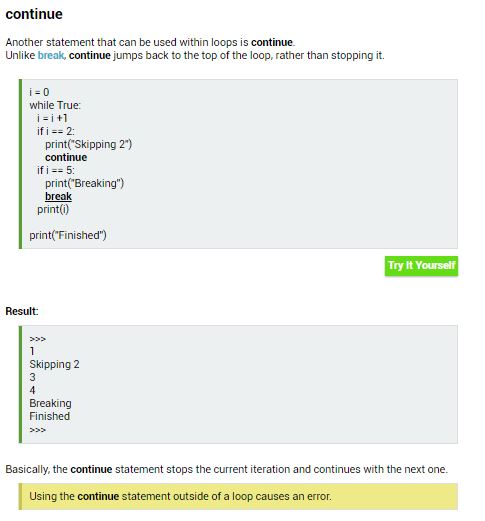 continue
Another statement that can be used within loops is continue.
Unlike break, continue jumps back to the top of the loop, rather than stopping it.
i = 0
while True:
  i = i +1
  if i == 2:
    print("Skipping 2")
    continue
  if i == 5:
    print("Breaking")
    break
  print(i)
print("Finished")
Try It Yourself
Result:
>>>
1
Skipping 2
3
4
Breaking
Finished
>>>
Basically, the continue statement stops the current iteration and continues with the next one.
Using the continue statement outside of a loop causes an error.